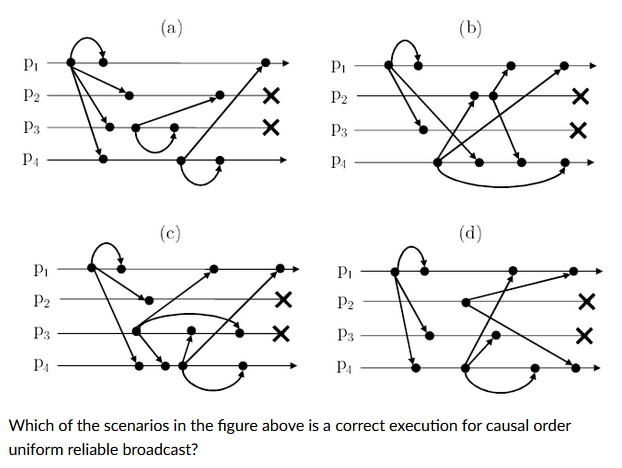 (a) (b)
p₁ p₁
p₂ p₂
p₃ p₃
p₄ p₄
(c) (d)
p₁ p₁
p₂ p₂
p₃ p₃
p₄ p₄
Which of the scenarios in the figure above is a correct execution for causal order
uniform reliable broadcast?